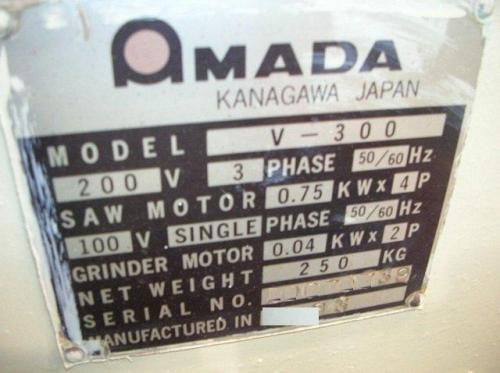 AMADA
KANAGAWA JAPAN
MODEL V-300
200 V 3 PHASE 50/60 Hz
SAW MOTOR 0.75 KW x 4 P
100 V SINGLE PHASE 50/60 Hz
GRINDER MOTOR 0.04 KW x 2 P
NET WEIGHT 250 KG
SERIAL NO.
MANUFACTURED IN